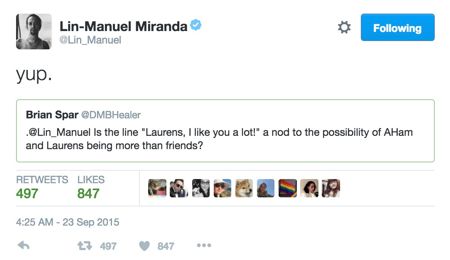 Lin-Manuel Miranda
@Lin_Manuel
Following
yup.
Brian Spar @DMBHealer
.@Lin_Manuel Is the line "Laurens, I like you a lot!" a nod to the possibility of AHam
and Laurens being more than friends?
RETWEETS LIKES
497 847
4:25 AM - 23 Sep 2015
497 847